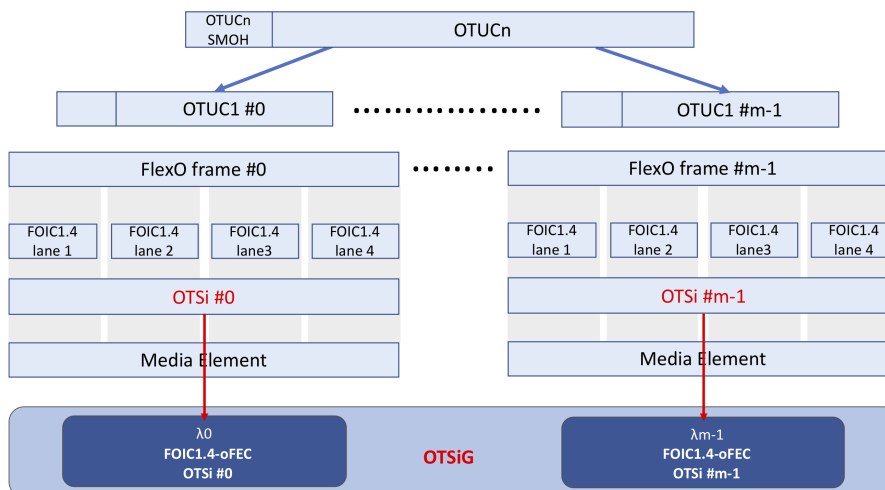 OTUCn
SMOH
OTUCn
OTUC1 #0
OTUC1 #m-1
FlexO frame #0
FlexO frame #m-1
FOIC1.4
lane 1
FOIC1.4
lane 2
FOIC1.4
lane3
FOIC1.4
lane 4
FOIC1.4
lane 1
FOIC1.4
lane 2
FOIC1.4
lane3
FOIC1.4
lane 4
OTSi #0
OTSi #m-1
Media Element
Media Element
λ0
FOIC1.4-oFEC
OTSi #0
OTSiG
λm-1
FOIC1.4-oFEC
OTSi #m-1